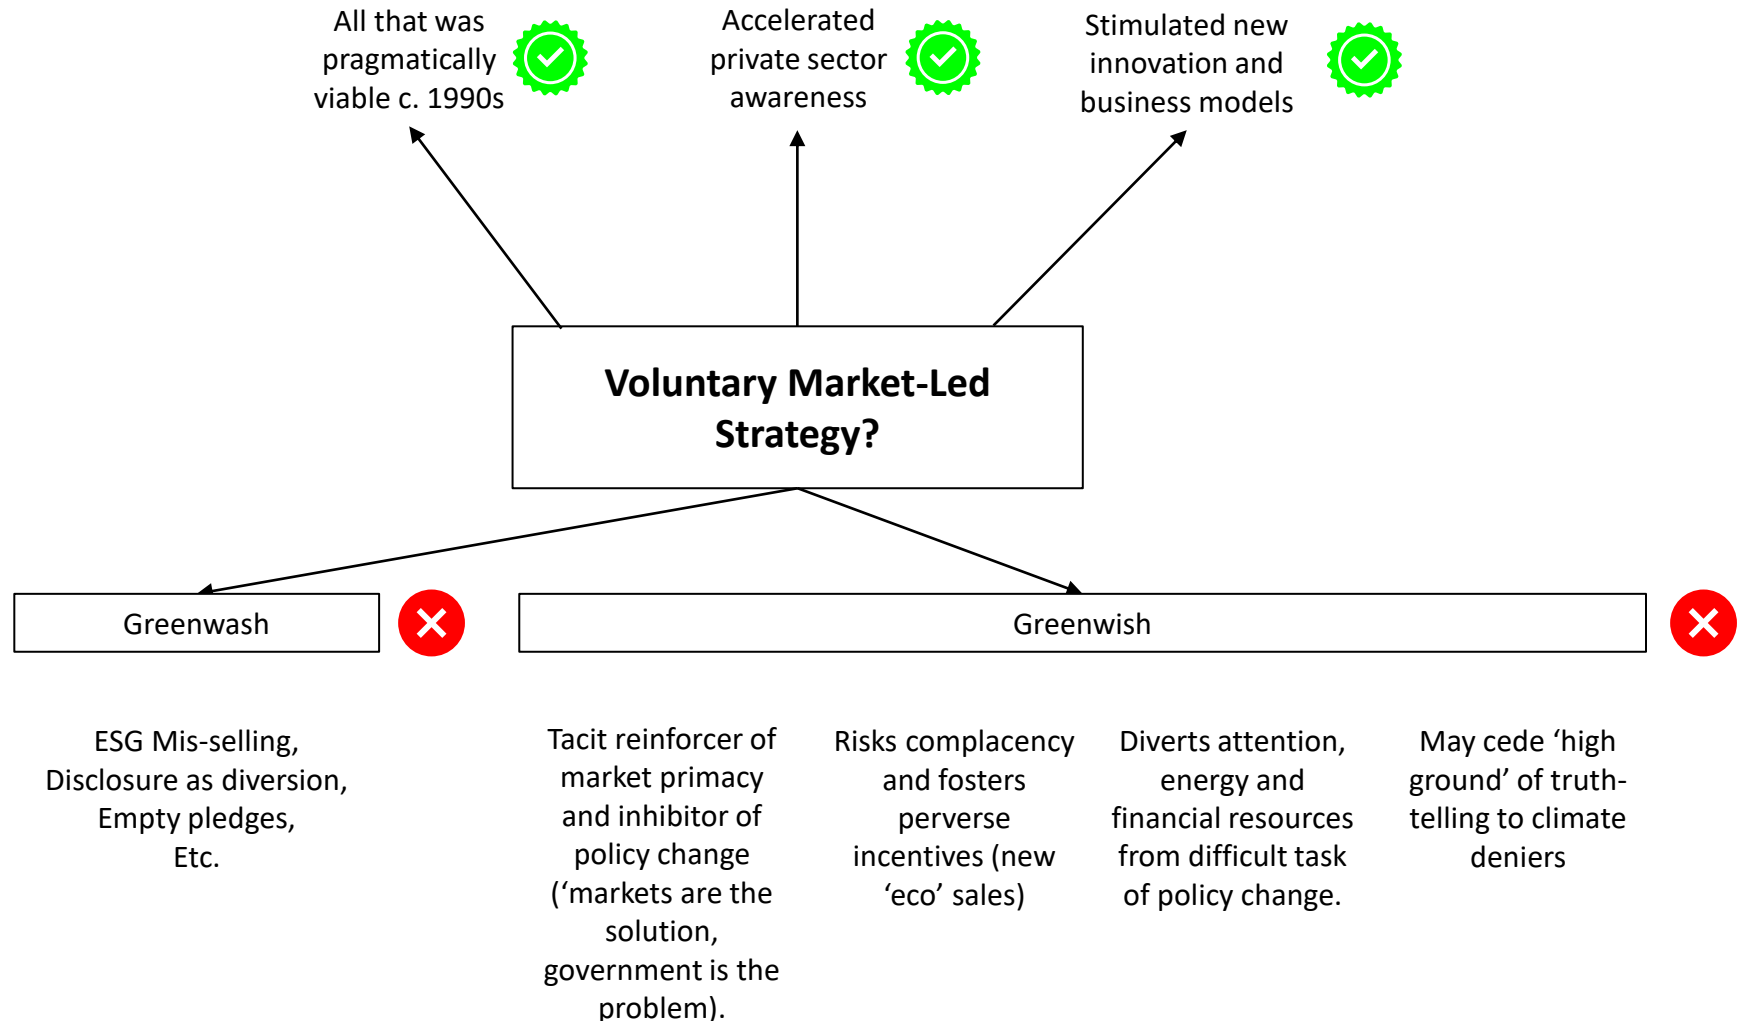 All that was
pragmatically
viable c. 1990s
Accelerated
private sector
awareness
Stimulated new
innovation and
business models
Voluntary Market-Led
Strategy?
Greenwash
Greenwish
ESG Mis-selling,
Disclosure as diversion,
Empty pledges,
Etc.
Tacit reinforcer of
market primacy
and inhibitor of
policy change
(‘markets are the
solution,
government is the
problem).
Risks complacency
and fosters
perverse
incentives (new
‘eco’ sales)
Diverts attention,
energy and
financial resources
from difficult task
of policy change.
May cede ‘high
ground’ of truth-
telling to climate
deniers